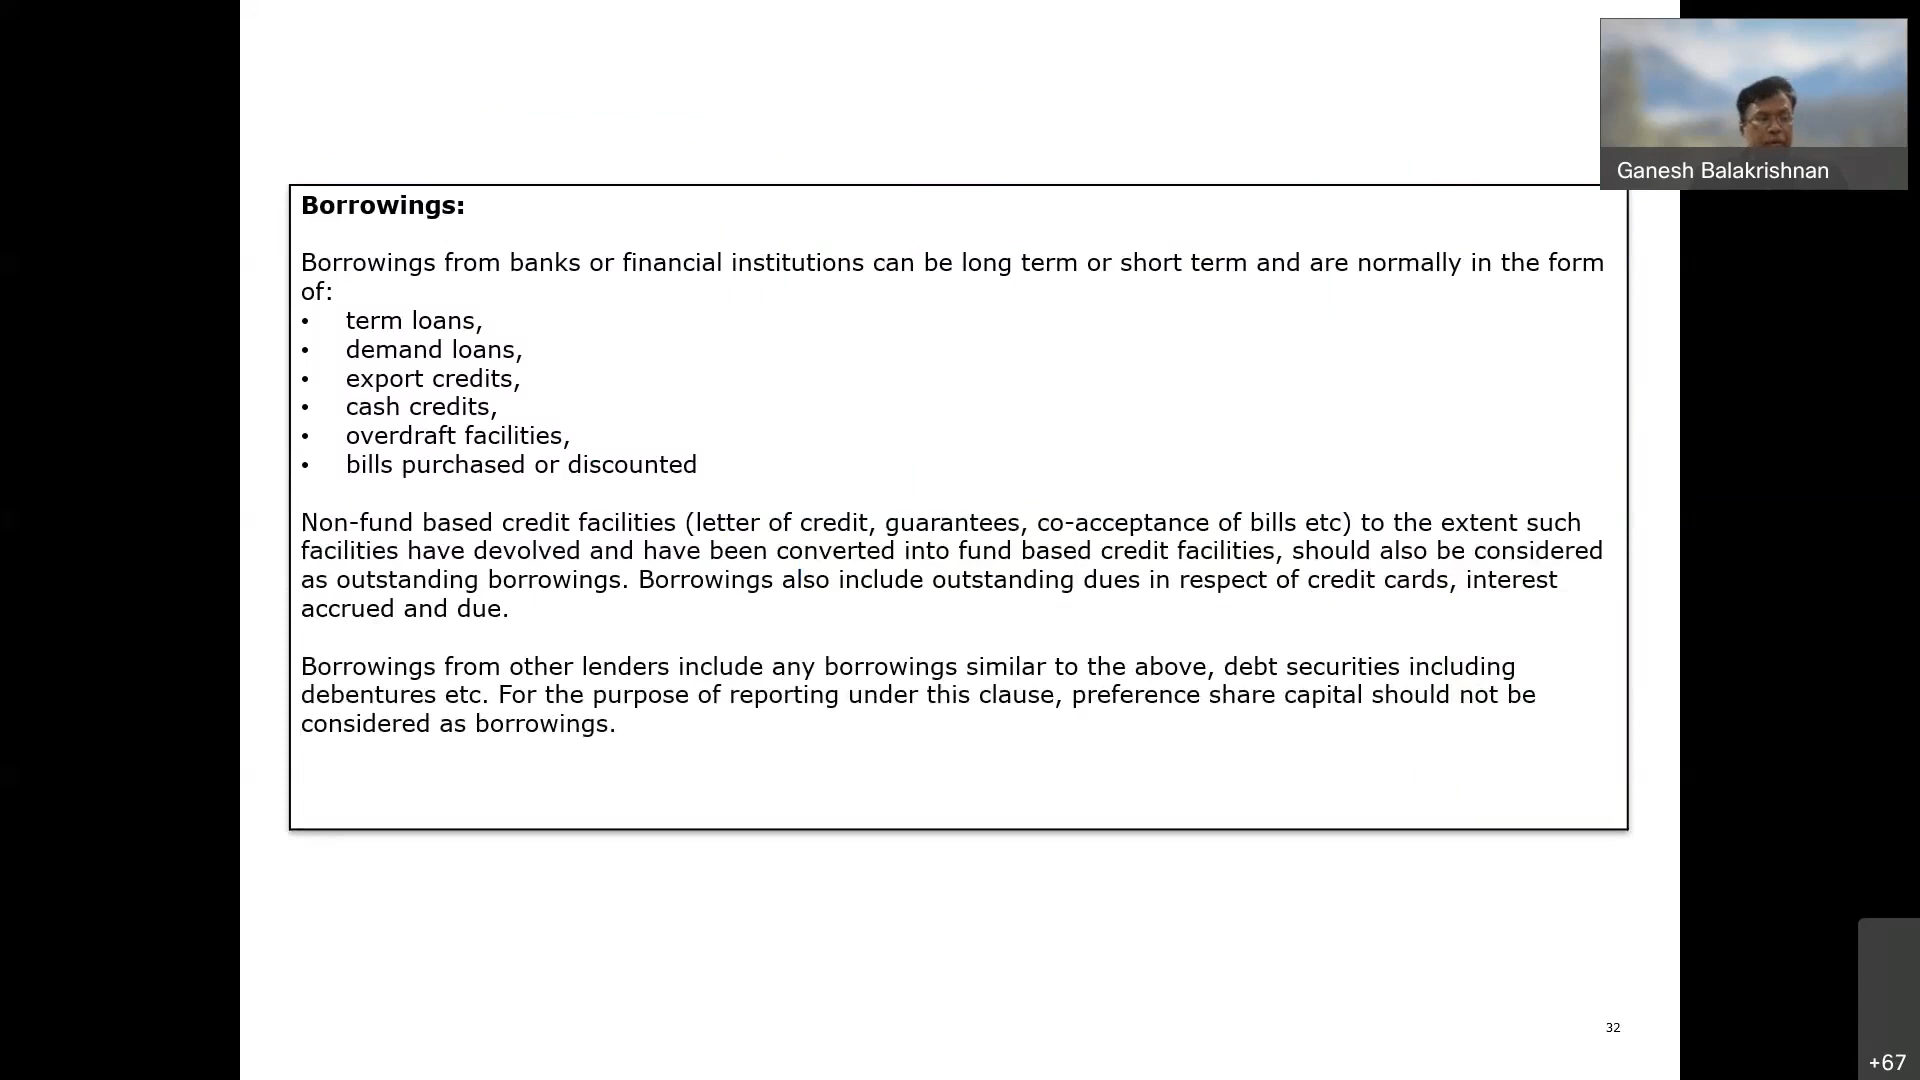 Ganesh Balakrishnan
Borrowings:
Borrowings from banks or financial institutions can be long term or short term and are normally in the form
of:
• term loans,
• demand loans,
• export credits,
• cash credits,
• overdraft facilities,
• bills purchased or discounted
Non-fund based credit facilities (letter of credit, guarantees, co-acceptance of bills etc) to the extent such
facilities have devolved and have been converted into fund based credit facilities, should also be considered
as outstanding borrowings. Borrowings also include outstanding dues in respect of credit cards, interest
accrued and due.
Borrowings from other lenders include any borrowings similar to the above, debt securities including
debentures etc. For the purpose of reporting under this clause, preference share capital should not be
considered as borrowings.
32
+67